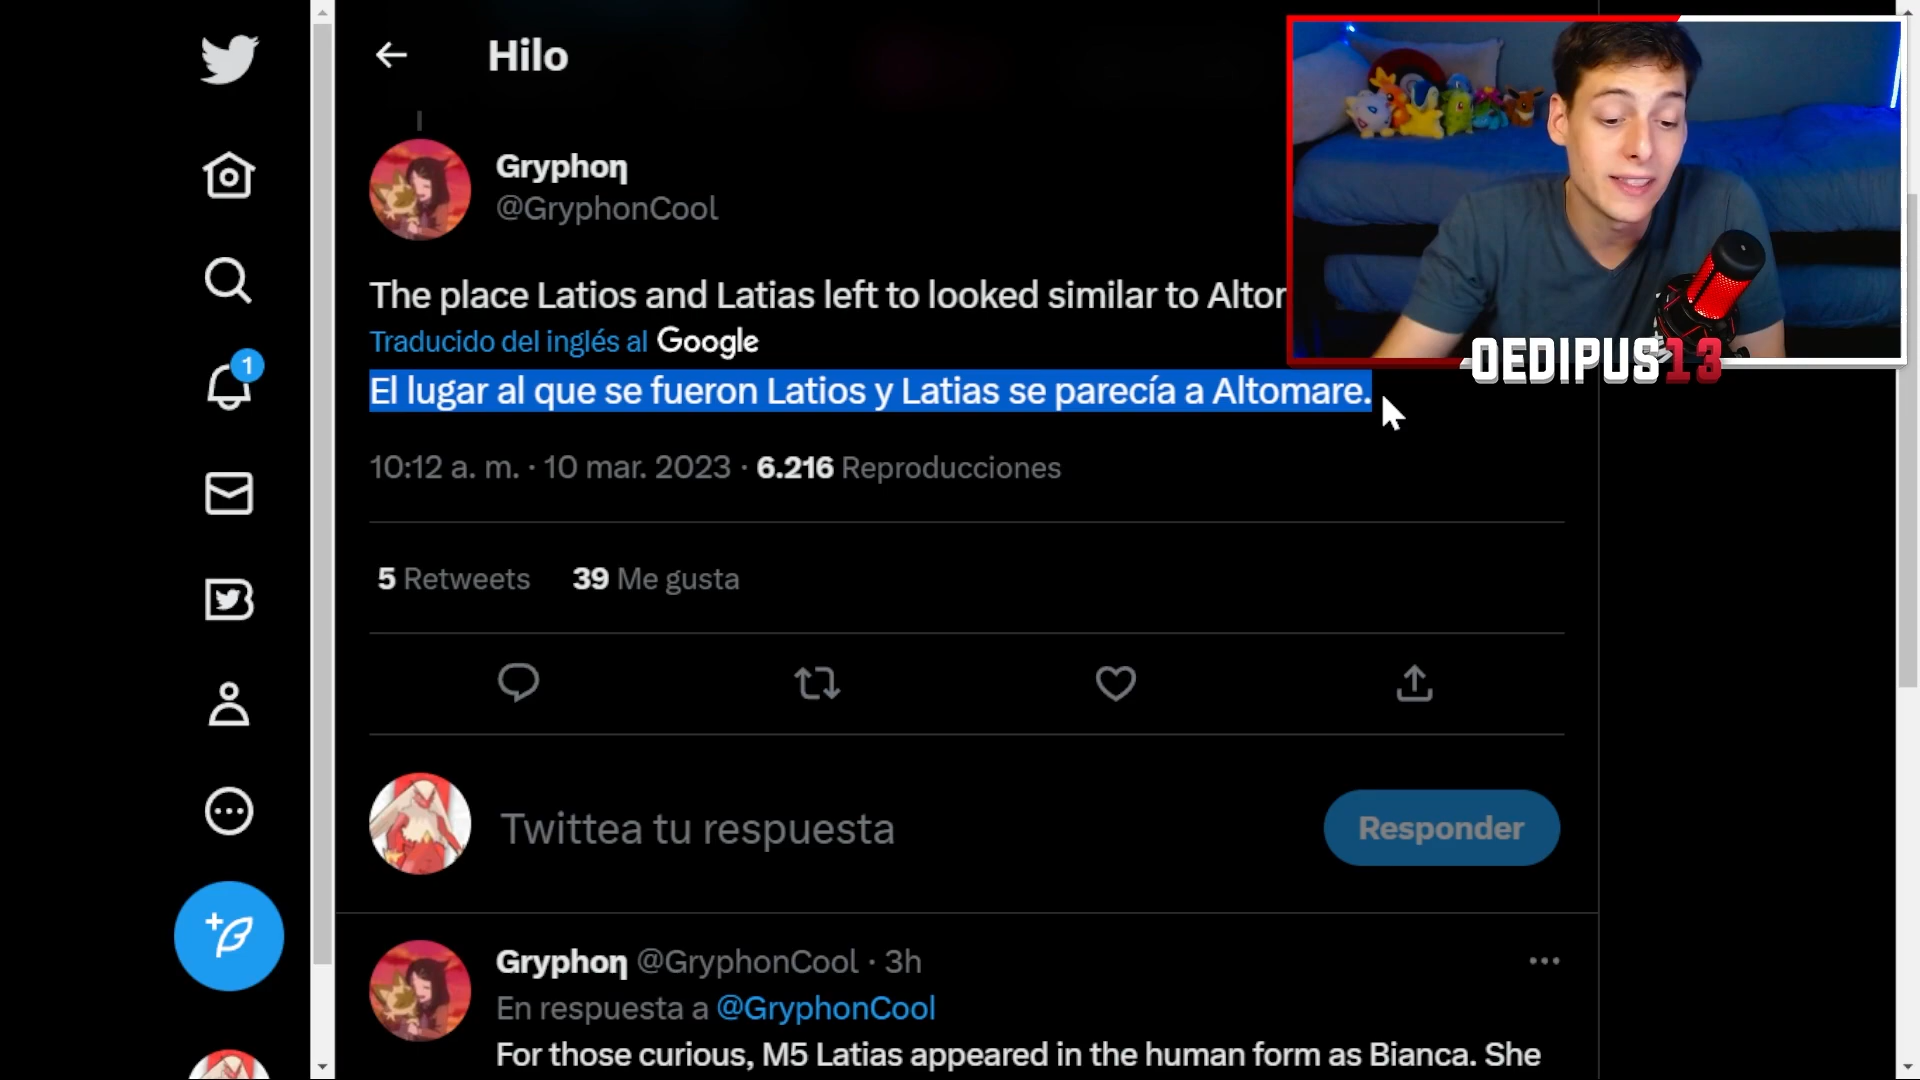 Hilo
Gryphoη
@GryphonCool
The place Latios and Latias left to looked similar to Altor
Traducido del inglés al Google
El lugar al que se fueron Latios y Latias se parecía a Altomare.
OEDIPUS13
1
10:12 a. m. · 10 mar. 2023 · 6.216 Reproducciones
5 Retweets 39 Me gusta
Twittea tu respuesta
Responder
Gryphoη @GryphonCool · 3h
En respuesta a @GryphonCool
For those curious, M5 Latias appeared in the human form as Bianca. She